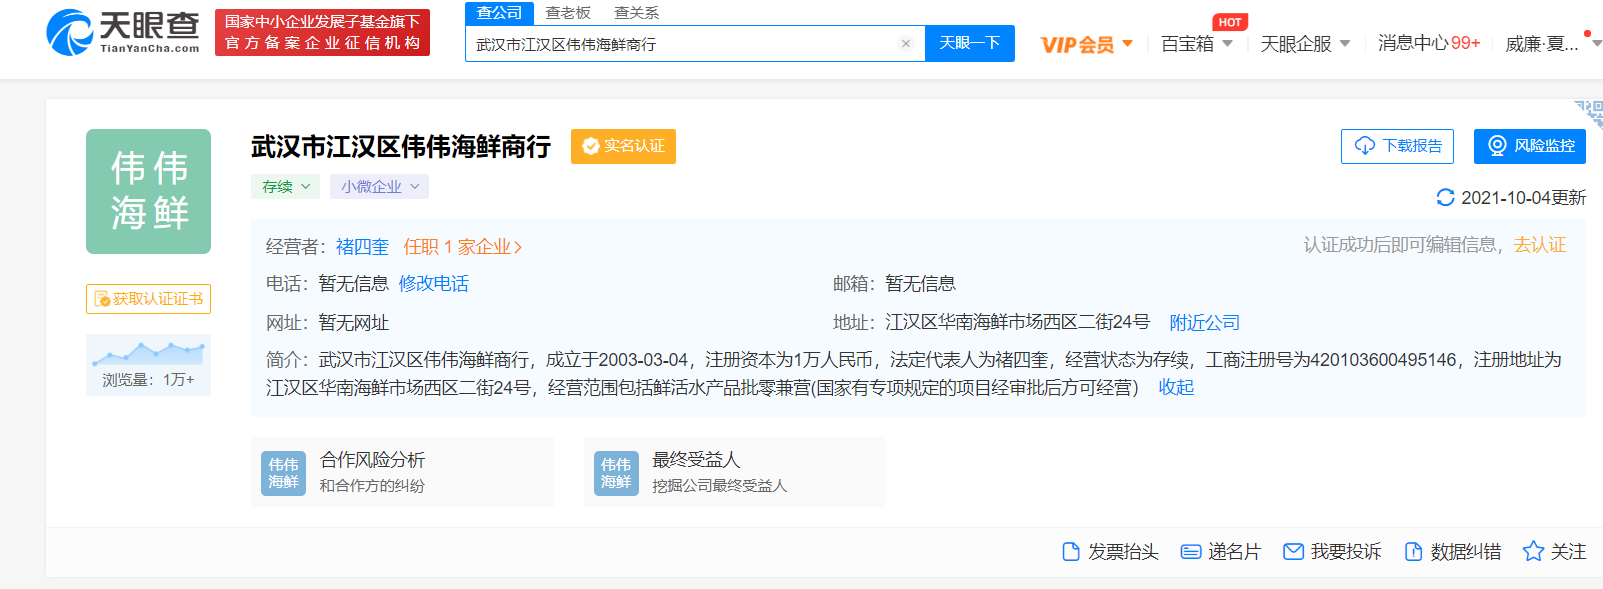 天眼查
TianYanCha.com
国家中小企业发展子基金旗下
官方备案企业征信机构
查公司 查老板 查关系
武汉市江汉区伟伟海鲜商行 × 天眼一下
VIP会员 百宝箱 HOT 天眼企服 消息中心99+ 威廉·夏...
伟伟
海鲜
武汉市江汉区伟伟海鲜商行 实名认证
下载报告 风险监控
存续 小微企业
2021-10-04更新
经营者：褚四奎 任职 1 家企业>
认证成功后即可编辑信息，去认证
电话：暂无信息 修改电话 邮箱：暂无信息
获取认证证书
网址：暂无网址 地址：江汉区华南海鲜市场西区二街24号 附近公司
浏览量：1万+
简介：武汉市江汉区伟伟海鲜商行，成立于2003-03-04，注册资本为1万人民币，法定代表人为褚四奎，经营状态为存续，工商注册号为420103600495146，注册地址为
江汉区华南海鲜市场西区二街24号，经营范围包括鲜活水产品批零兼营(国家有专项规定的项目经审批后方可经营） 收起
伟伟
海鲜
合作风险分析
和合作方的纠纷
伟伟
海鲜
最终受益人
挖掘公司最终受益人
发票抬头 递名片 我要投诉 数据纠错 关注